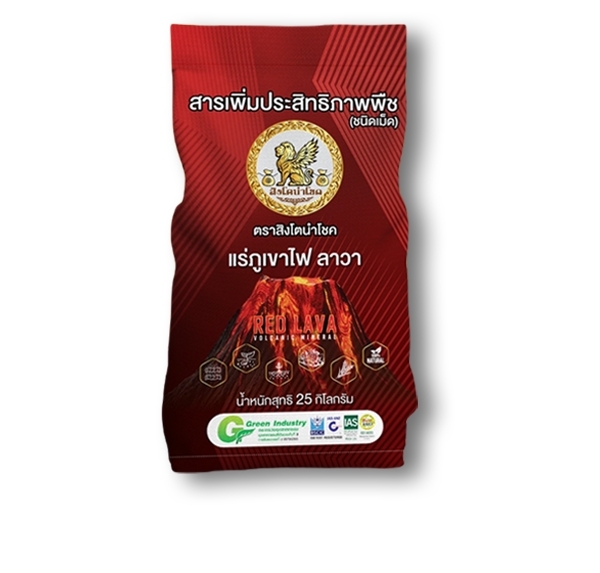 สารเพิ่มประสิทธิภาพพืช
(ชนิดเม็ด)
สิงโตนำโชค
ตราสิงโตนำโชค
แร่ภูเขาไฟ ลาวา
RED LAVA
VOLCANIC MINERAL
NATURAL
น้ำหนักสุทธิ 25 กิโลกรัม
Green Industry
IAS